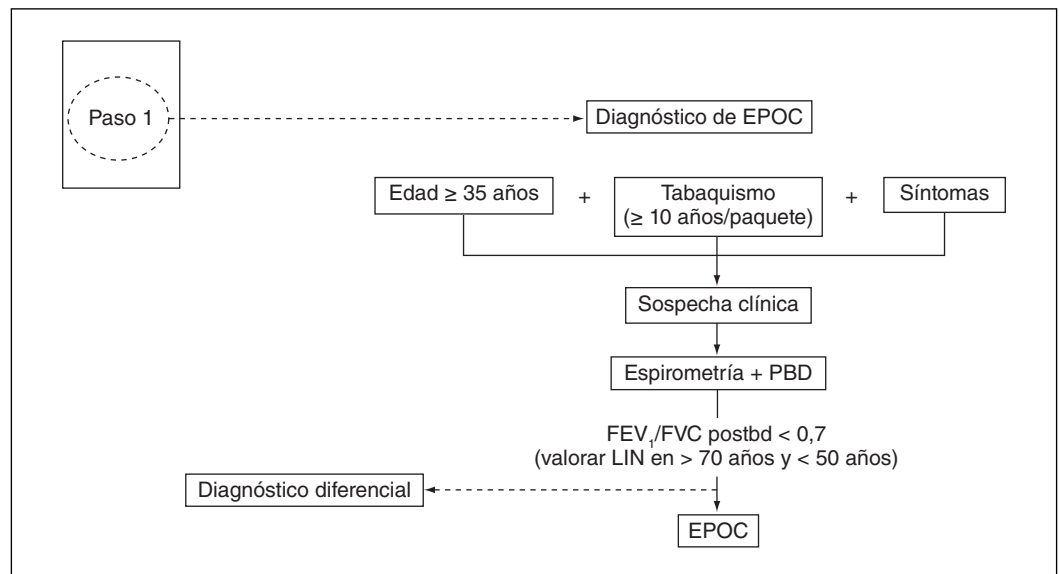 Paso 1
Diagnóstico de EPOC
Edad ≥ 35 años
+
Tabaquismo
(≥ 10 años/paquete)
+
Síntomas
Sospecha clínica
Espirometría + PBD
FEV₁/FVC postbd < 0,7
(valorar LIN en > 70 años y < 50 años)
Diagnóstico diferencial
EPOC